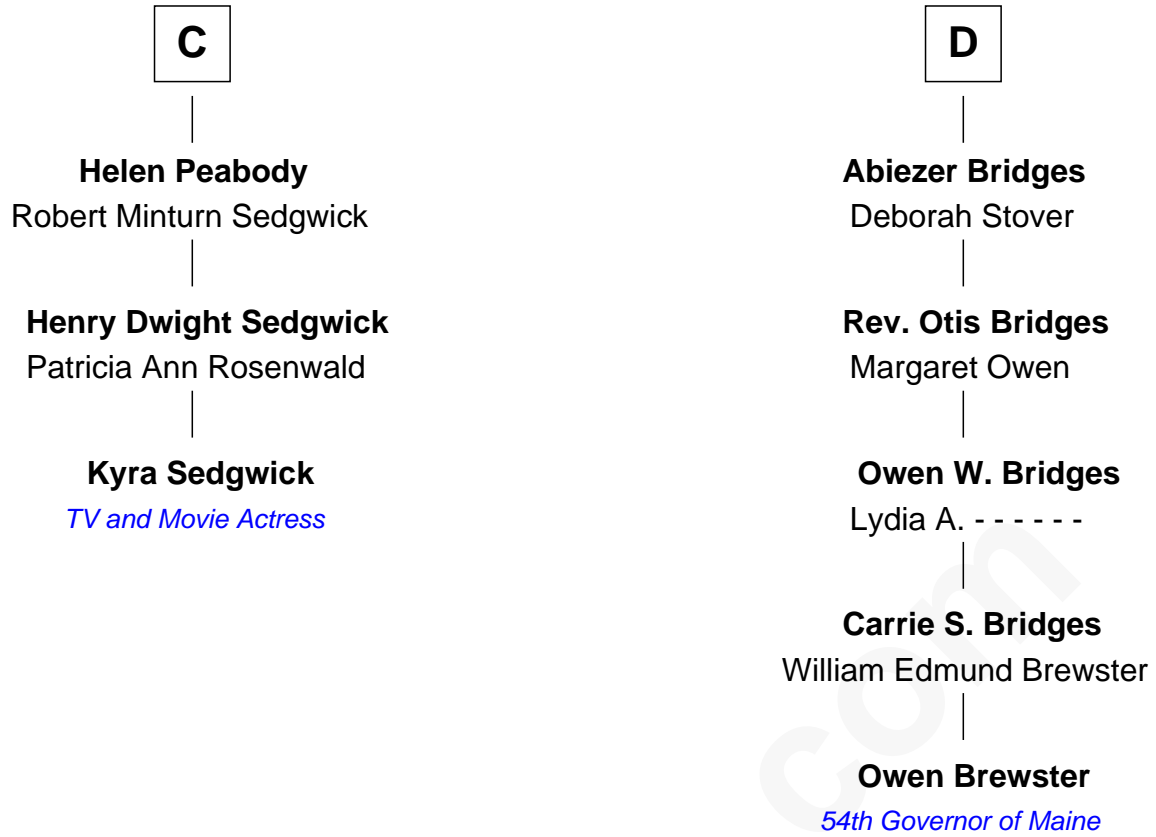 C
Helen Peabody
Robert Minturn Sedgwick
Henry Dwight Sedgwick
Patricia Ann Rosenwald
Kyra Sedgwick
TV and Movie Actress
D
Abiezer Bridges
Deborah Stover
Rev. Otis Bridges
Margaret Owen
Owen W. Bridges
Lydia A. - - - - - -
Carrie S. Bridges
William Edmund Brewster
Owen Brewster
54th Governor of Maine
com